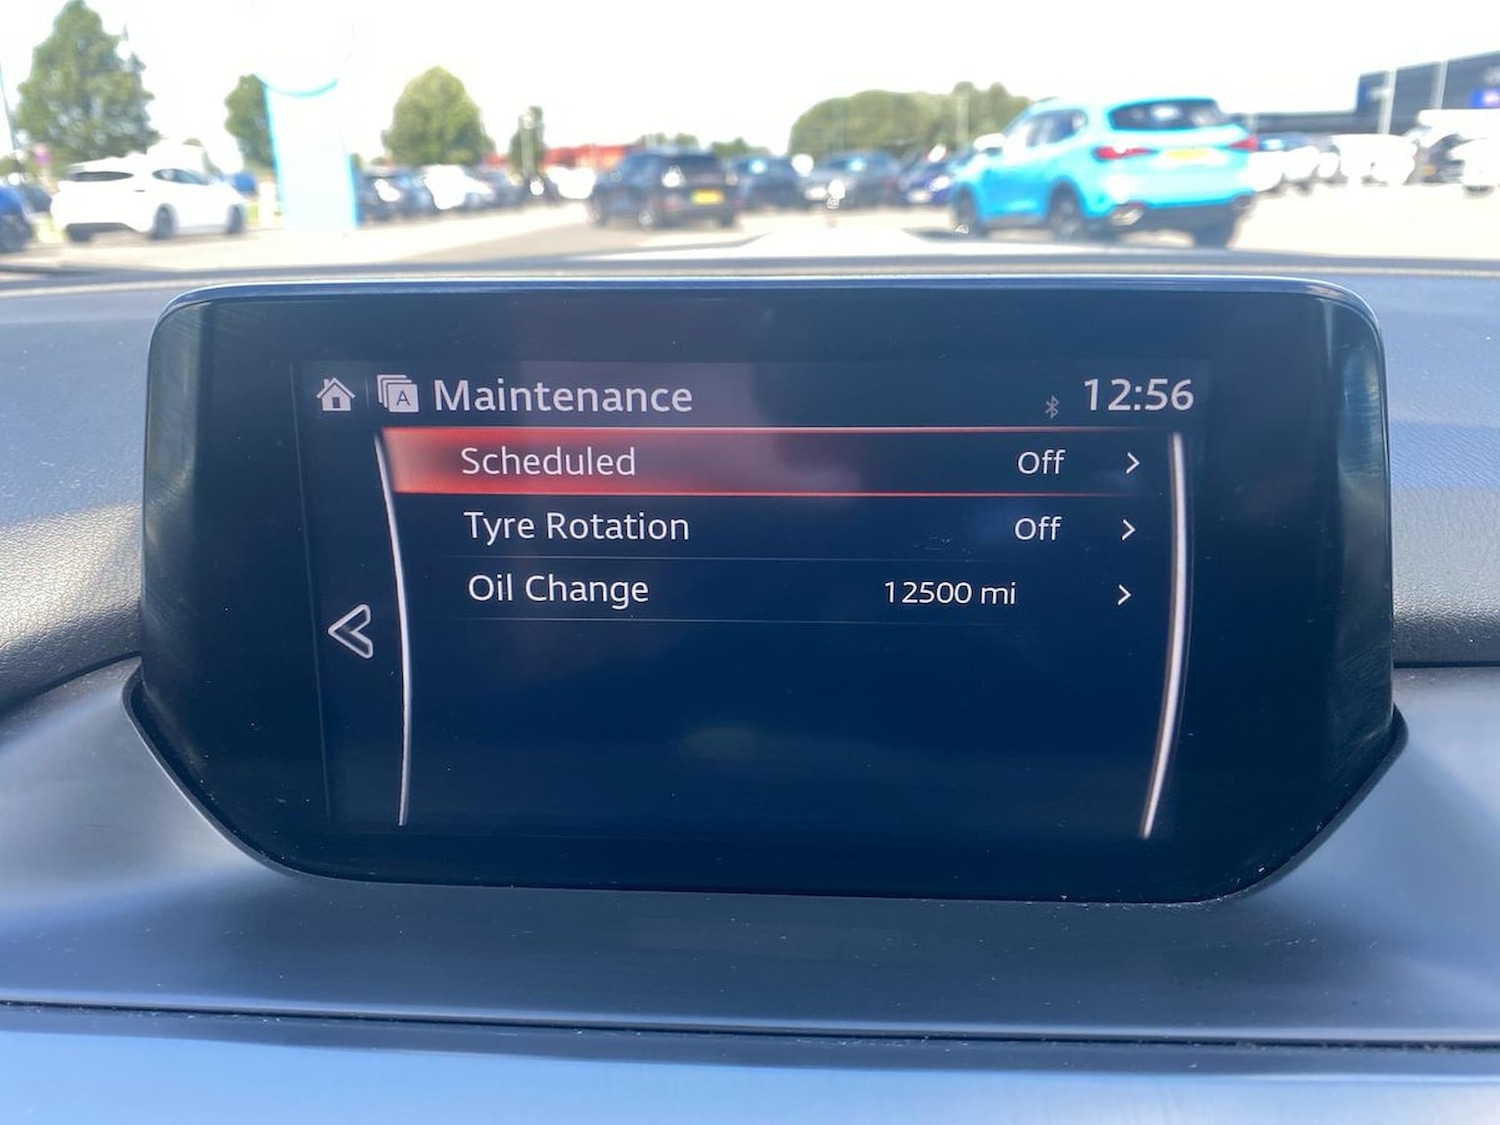 A Maintenance 12:56
Scheduled Off
Tyre Rotation Off
Oil Change 12500 mi